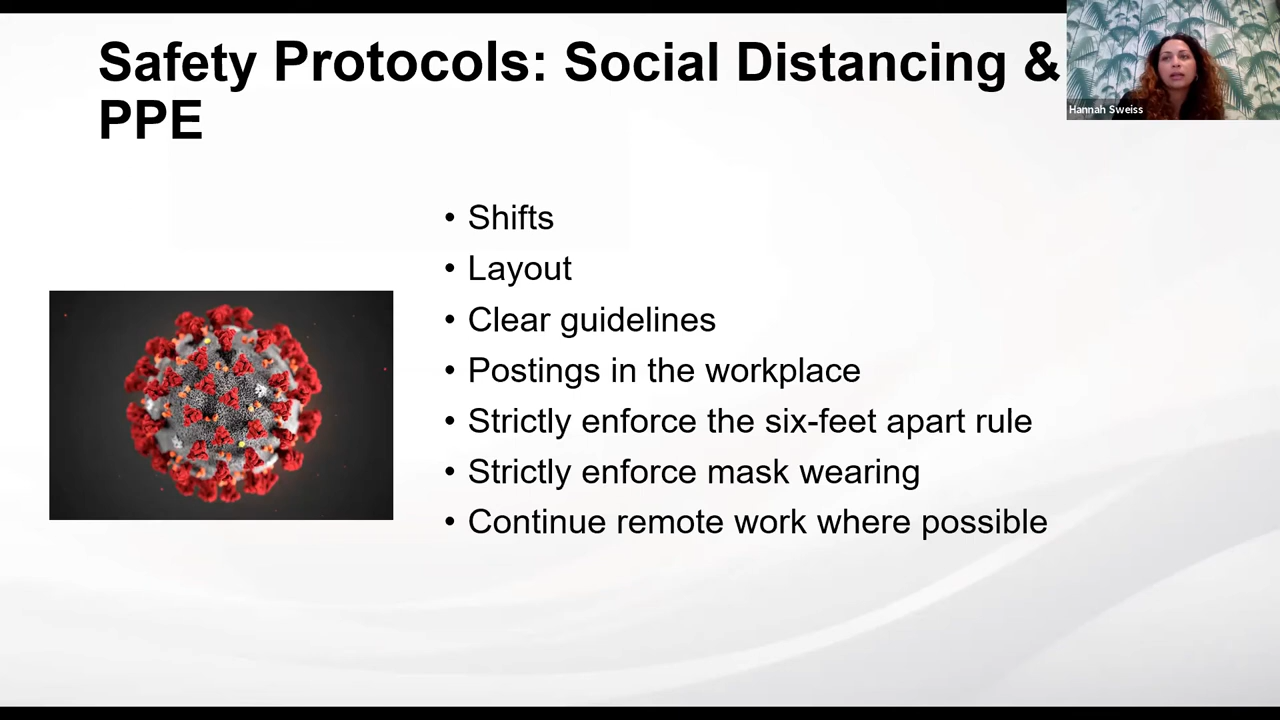 Safety Protocols: Social Distancing &
PPE
Hannah Sweiss
• Shifts
• Layout
• Clear guidelines
• Postings in the workplace
• Strictly enforce the six-feet apart rule
• Strictly enforce mask wearing
• Continue remote work where possible